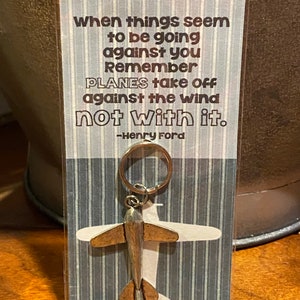 When things seem
to be going
against you
Remember
PLANES take off
against the wind
not with it.
-Henry Ford